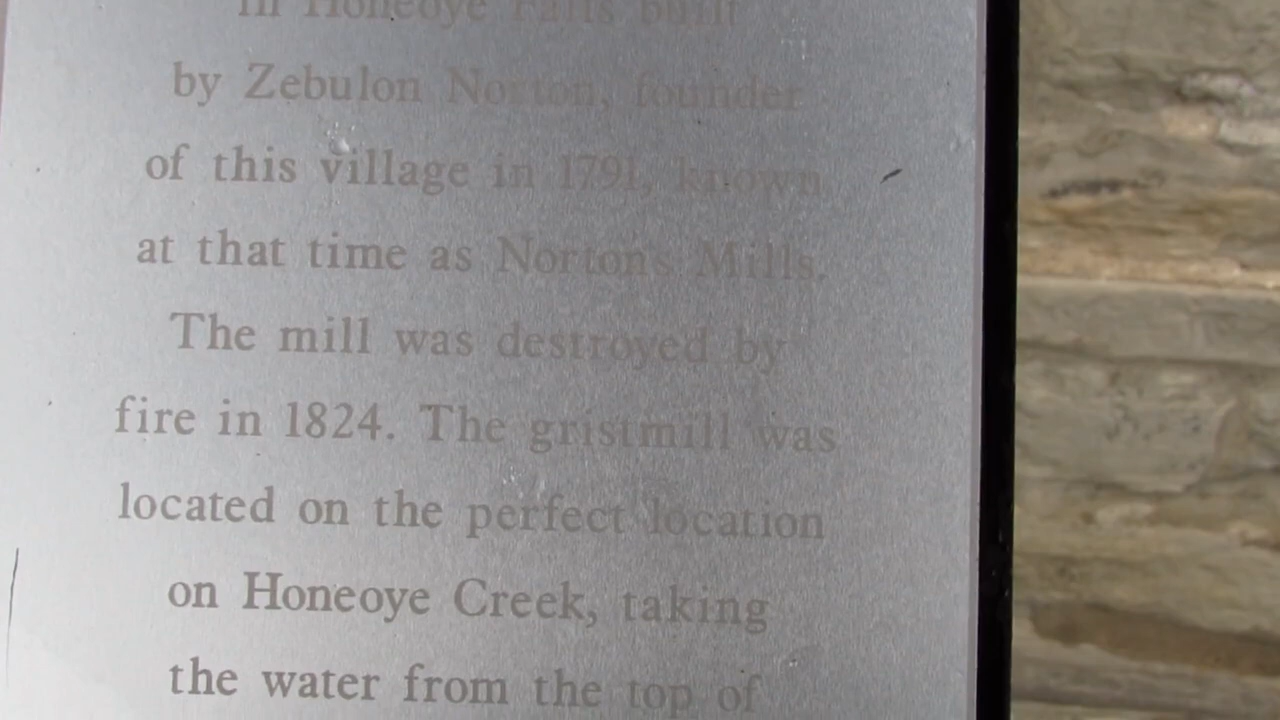 in Honeoye Falls built
by Zebulon Norton, founder
of this village in 1791, known
at that time as Norton's Mills.
The mill was destroyed by
fire in 1824. The gristmill was
located on the perfect location
on Honeoye Creek, taking
the water from the top of